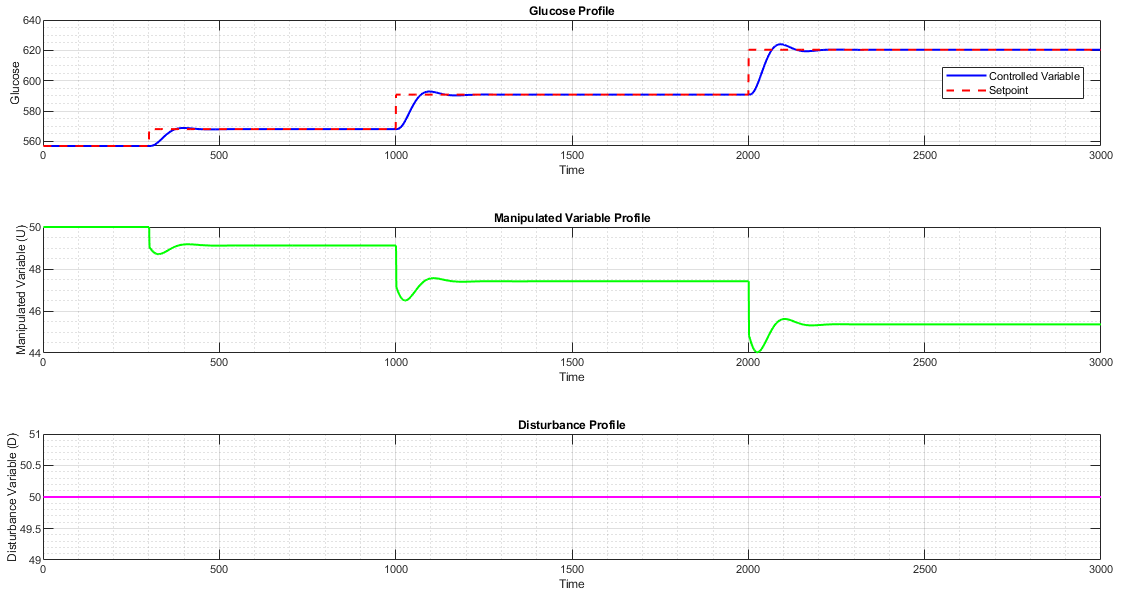 Glucose Profile
640
620
600
580
560
Glucose
Controlled Variable
Setpoint
0 500 1000 1500 2000 2500 3000
Time
Manipulated Variable Profile
50
48
46
44
Manipulated Variable (U)
0 500 1000 1500 2000 2500 3000
Time
Disturbance Profile
51
50.5
50
49.5
49
Disturbance Variable (D)
0 500 1000 1500 2000 2500 3000
Time